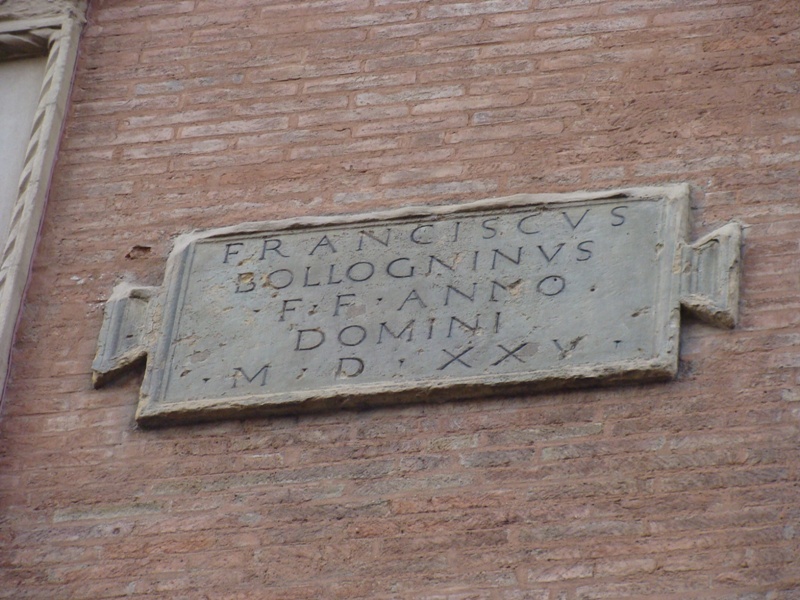 FRANCISCVS
BOLLOGNINVS
F · F · ANNO
DOMINI
· M · D · XXV ·